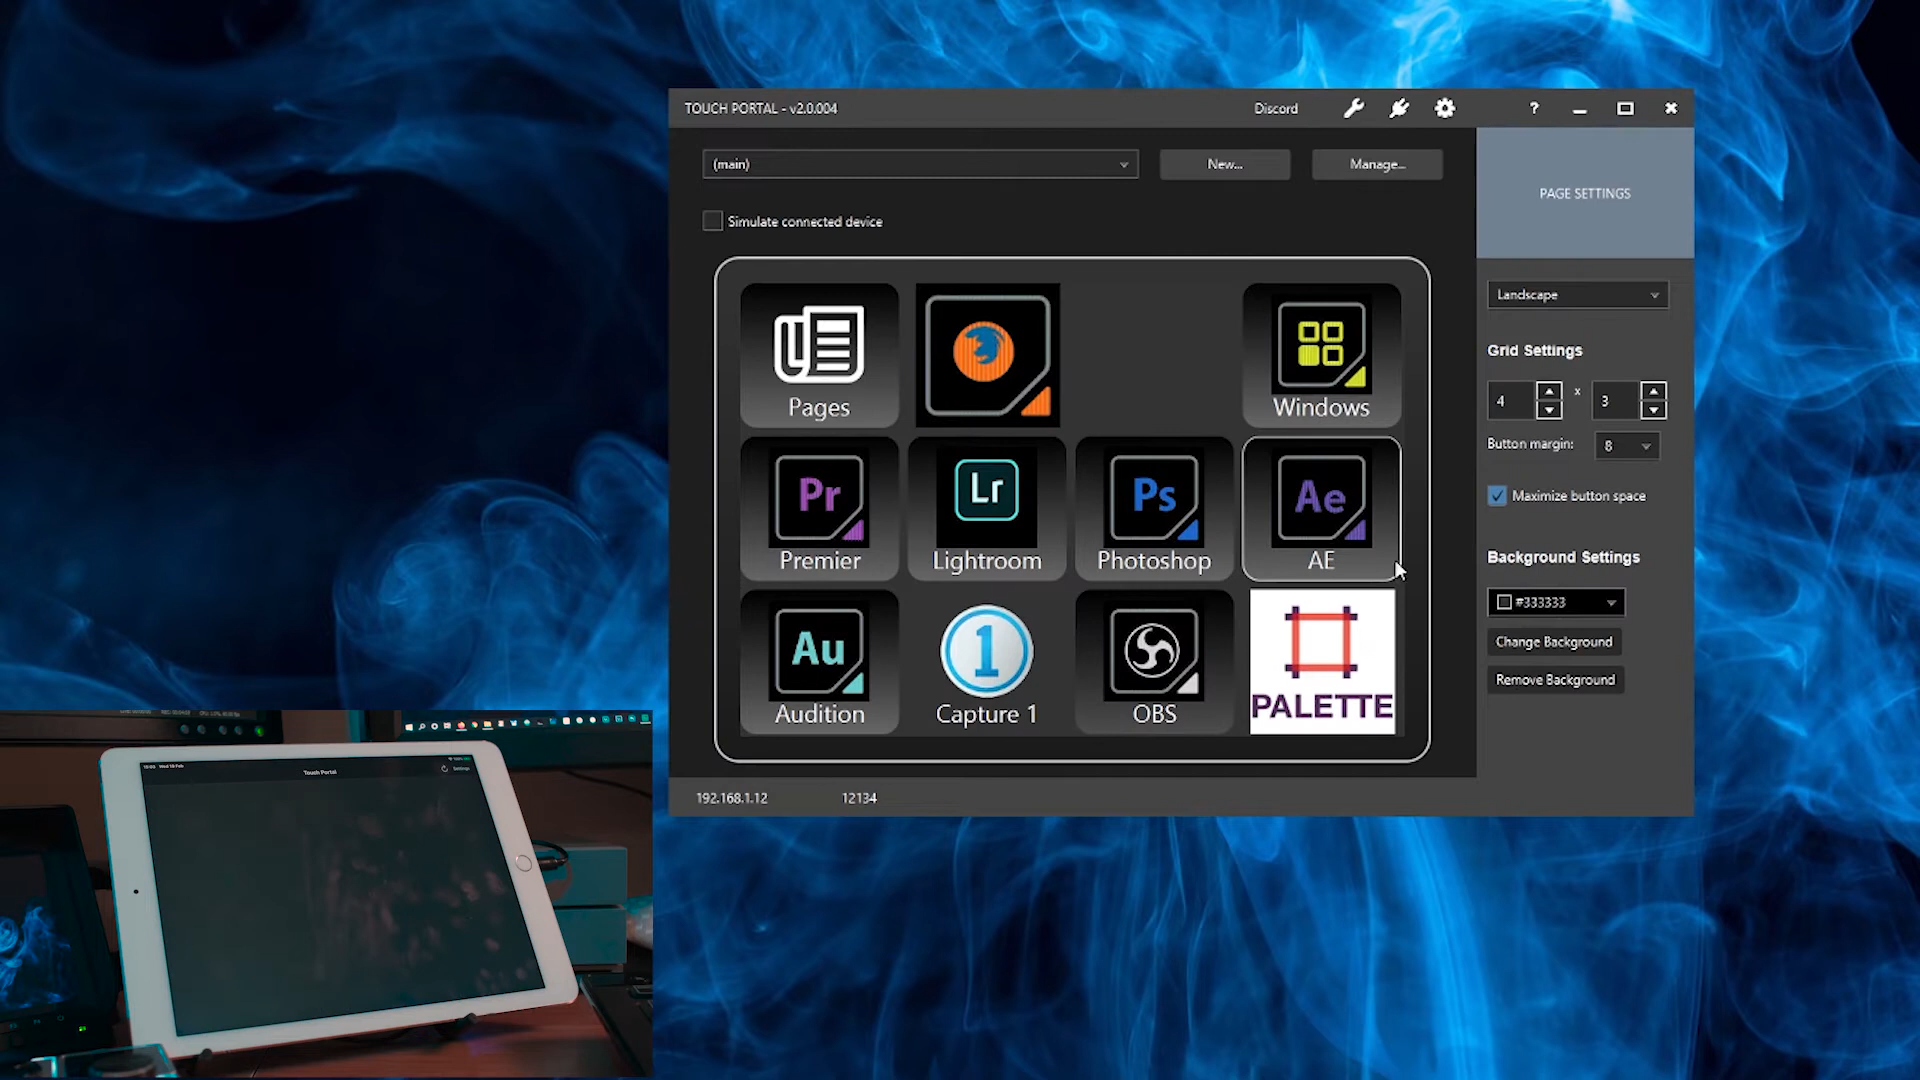 TOUCH PORTAL - v2.0.004
Discord
?
(main)
New...
Manage...
PAGE SETTINGS
Simulate connected device
Landscape
Pages
Windows
Grid Settings
4 x 3
Button margin: 8
Pr
Premier
Lr
Lightroom
Ps
Photoshop
Ae
AE
Maximize button space
Background Settings
#333333
Change Background
Remove Background
Au
Audition
1
Capture 1
OBS
PALETTE
192.168.1.12
12134
Touch Portal
Settings